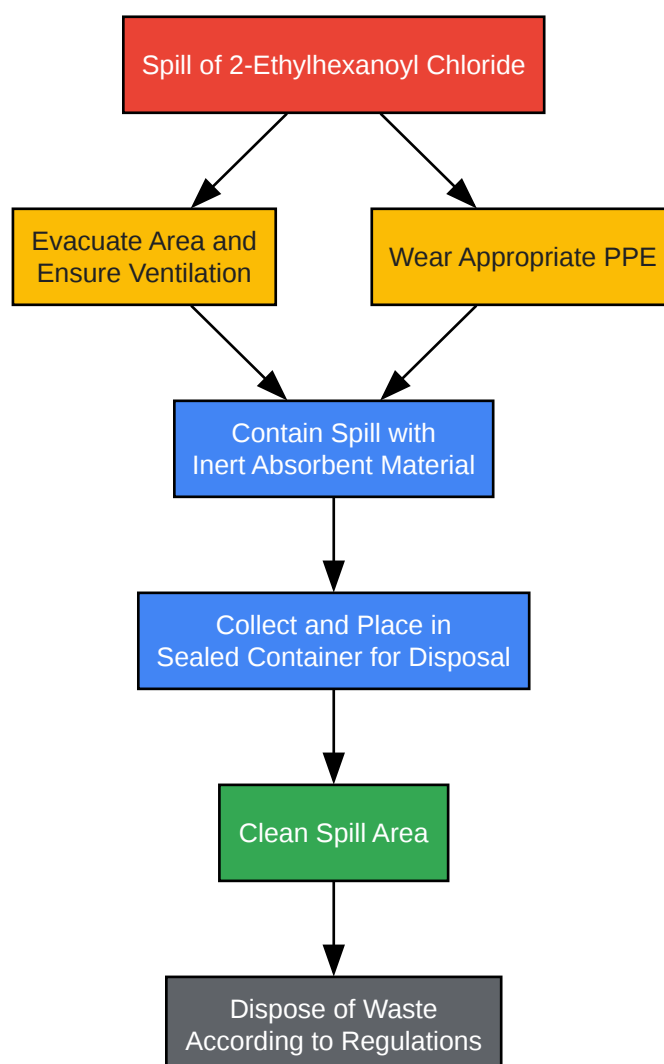 Spill of 2-Ethylhexanoyl Chloride
Evacuate Area and
Ensure Ventilation
Wear Appropriate PPE
Contain Spill with
Inert Absorbent Material
Collect and Place in
Sealed Container for Disposal
Clean Spill Area
Dispose of Waste
According to Regulations